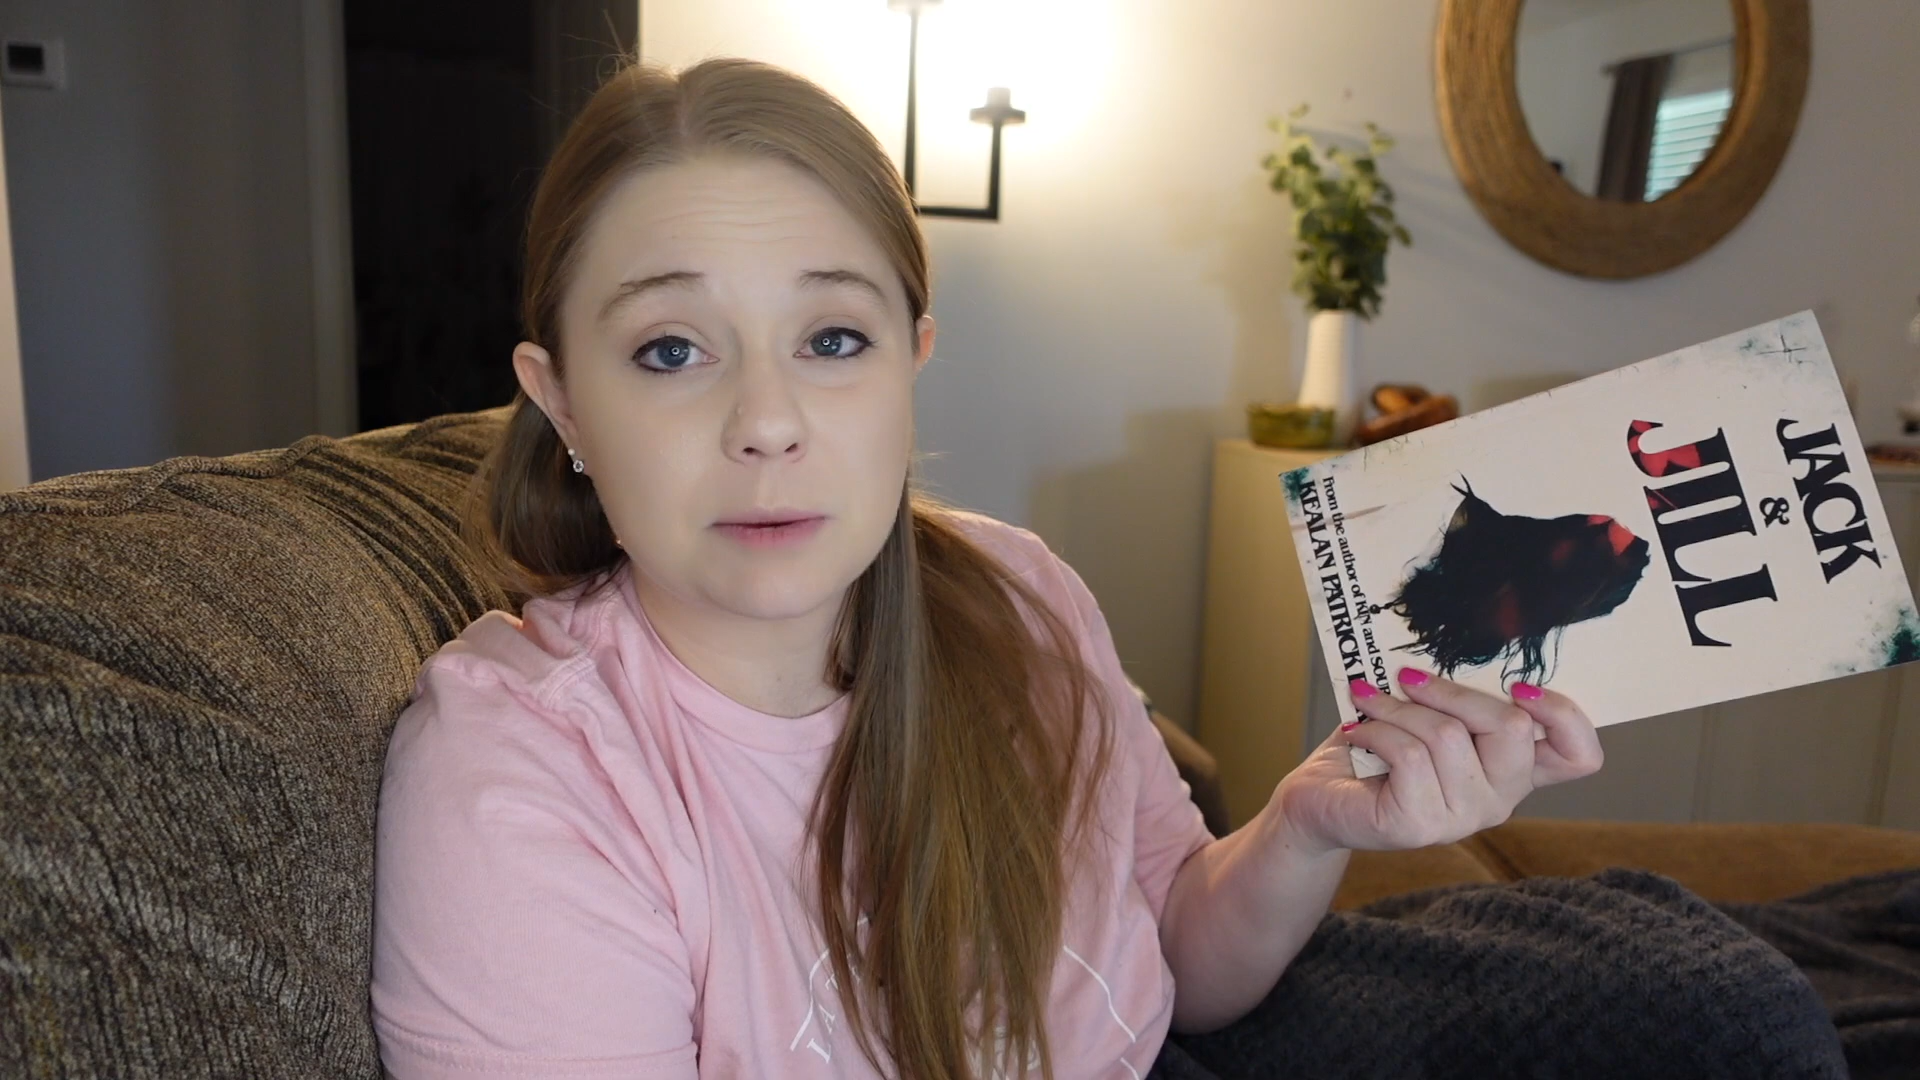 JACK
&
JILL
From the author of KIN and SOUR
KEALAN PATRICK